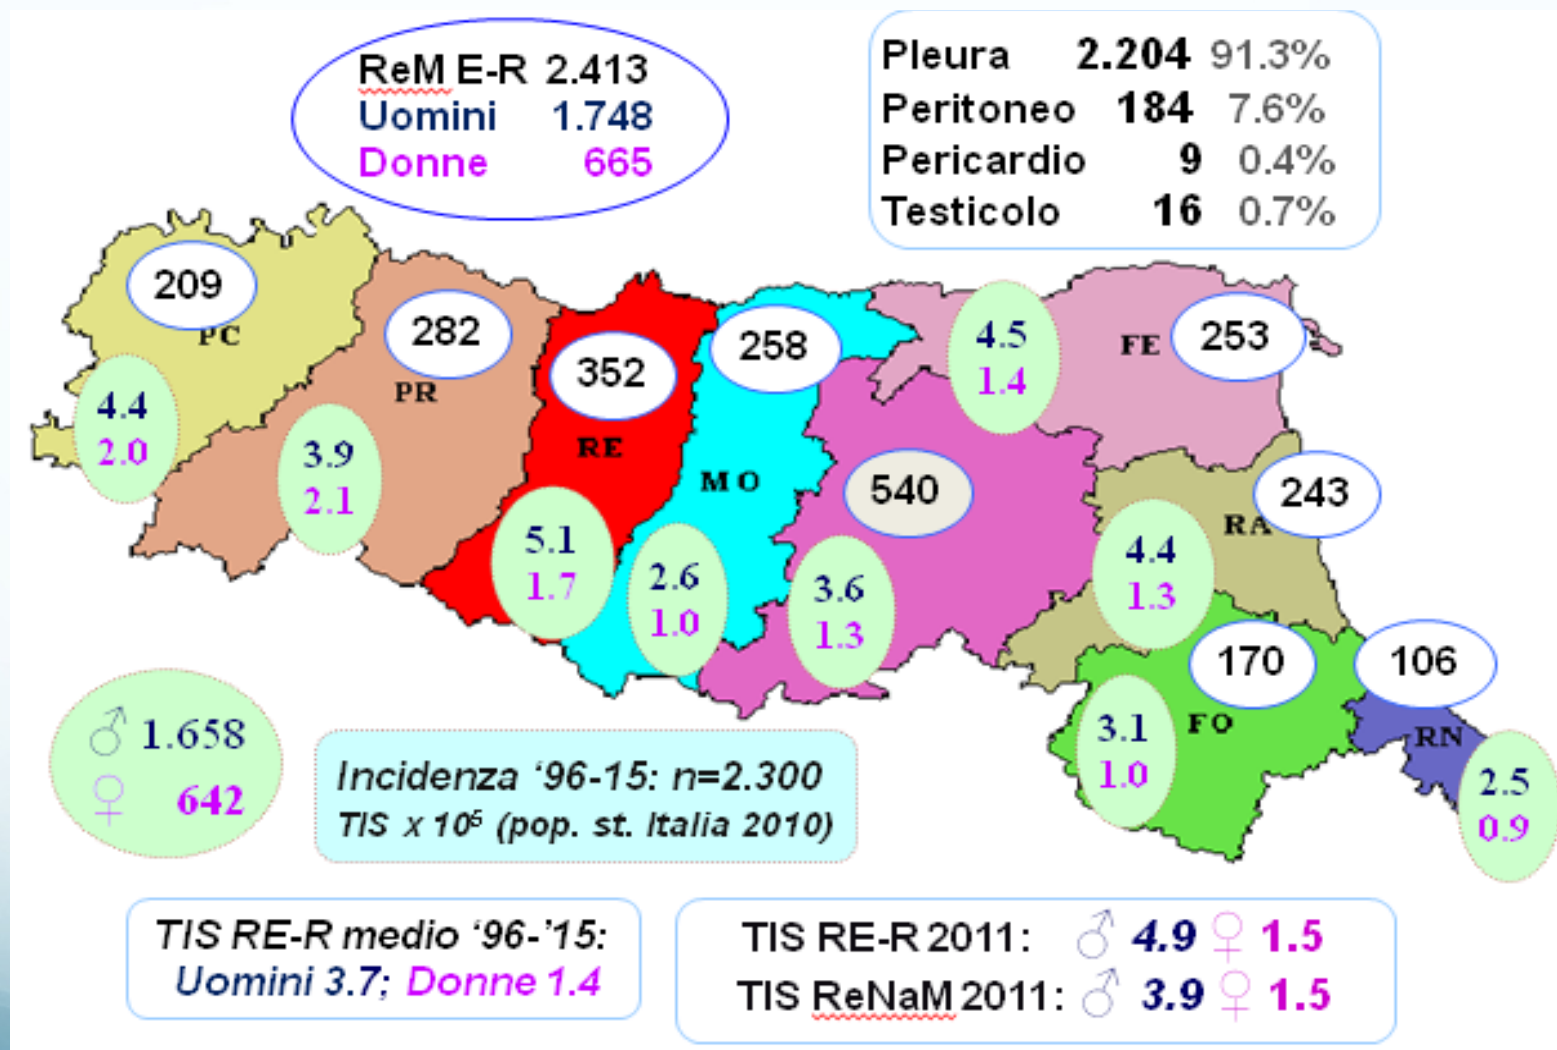 ReM E-R 2.413
Uomini 1.748
Donne 665
Pleura 2.204 91.3%
Peritoneo 184 7.6%
Pericardio 9 0.4%
Testicolo 16 0.7%
209
PC
4.4
2.0
282
PR
3.9
2.1
352
RE
5.1
1.7
258
MO
2.6
1.0
540
3.6
1.3
4.5
1.4
FE
253
243
RA
4.4
1.3
170
FO
3.1
1.0
106
RN
2.5
0.9
♂ 1.658
♀ 642
Incidenza ‘96-15: n=2.300
TIS x 10⁵ (pop. st. Italia 2010)
TIS RE-R medio ‘96-’15:
Uomini 3.7; Donne 1.4
TIS RE-R 2011: ♂ 4.9 ♀ 1.5
TIS ReNaM 2011: ♂ 3.9 ♀ 1.5